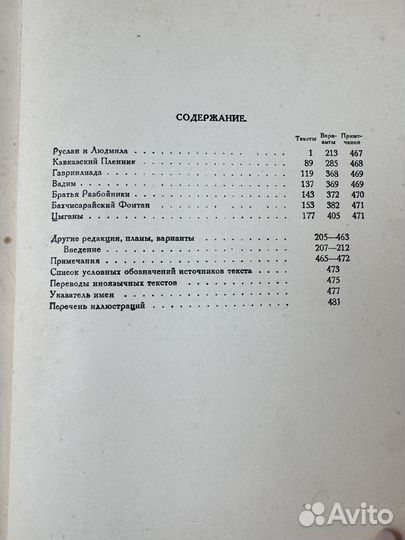 СОДЕРЖАНИЕ.
Тексты Вари- Приме-
анты чания
Руслан и Людмила 1 213 467
Кавказский Пленник 89 285 468
Гавриилиада 119 368 469
Вадим 137 369 469
Братья Разбойники 143 372 470
Бахчисарайский Фонтан 153 382 471
Цыганы 177 405 471
Другие редакции, планы, варианты 205—463
Введение 207—212
Примечания 465—472
Список условных обозначений источников текста 473
Переводы иноязычных текстов 475
Указатель имен 477
Перечень иллюстраций 481
Avito